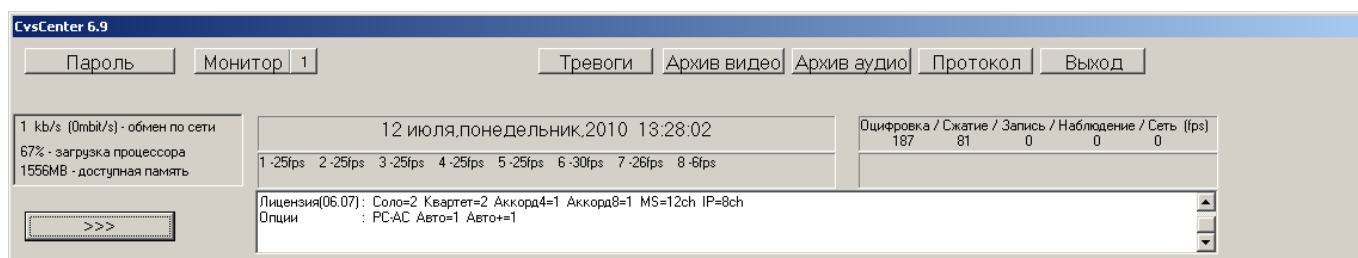 CvsCenter 6.9
Пароль Монитор 1 Тревоги Архив видео Архив аудио Протокол Выход
1 kb/s (0mbit/s) - обмен по сети
67% - загрузка процессора
1556MB - доступная память
12 июля,понедельник,2010 13:28:02
1 -25fps 2 -25fps 3 -25fps 4 -25fps 5 -25fps 6 -30fps 7 -26fps 8 -6fps
Оцифровка / Сжатие / Запись / Наблюдение / Сеть (fps)
187 81 0 0 0
>>>
Лицензия(06.07) : Соло=2 Квартет=2 Аккорд4=1 Аккорд8=1 MS=12ch IP=8ch
Опции : PC-AC Авто=1 Авто+=1